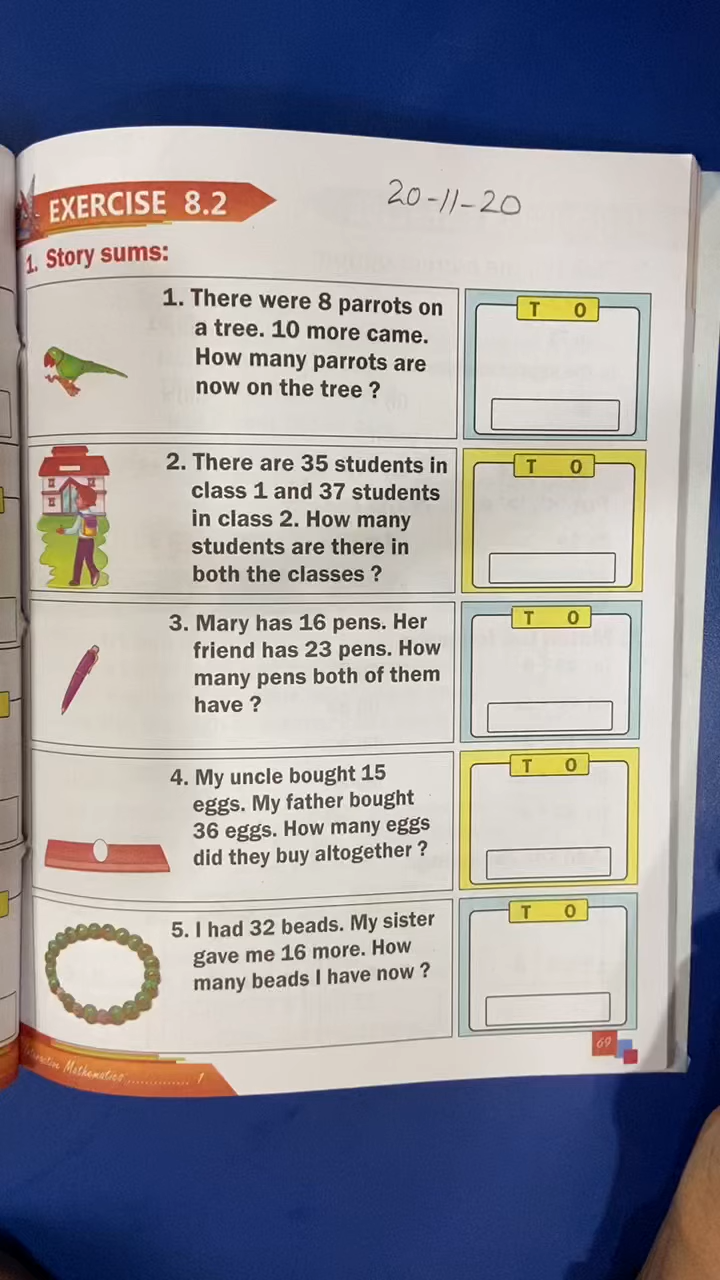 EXERCISE 8.2
20-11-20
1. Story sums:
1. There were 8 parrots on
a tree. 10 more came.
How many parrots are
now on the tree ?
T O
2. There are 35 students in
class 1 and 37 students
in class 2. How many
students are there in
both the classes ?
T O
3. Mary has 16 pens. Her
friend has 23 pens. How
many pens both of them
have ?
T O
4. My uncle bought 15
eggs. My father bought
36 eggs. How many eggs
did they buy altogether ?
T O
5. I had 32 beads. My sister
gave me 16 more. How
many beads I have now ?
T O
69
Mathematics.............. 1